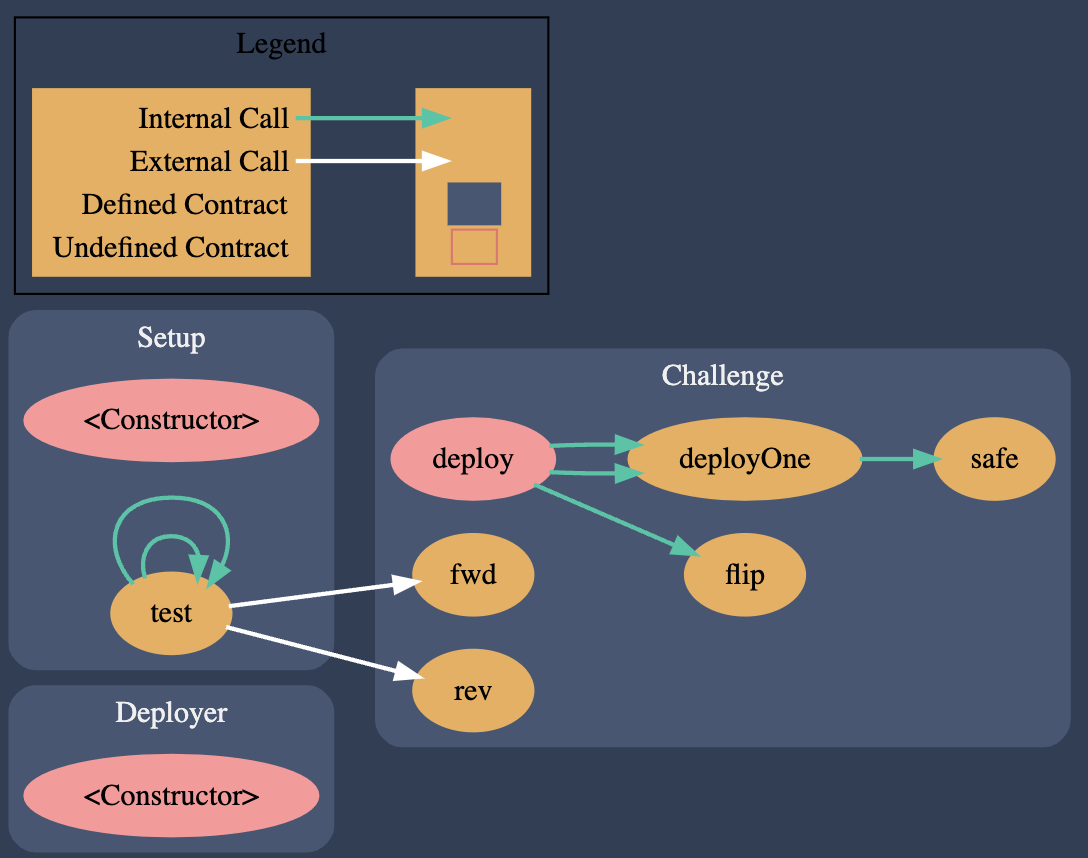 Legend
Internal Call
External Call
Defined Contract
Undefined Contract
Setup
<Constructor>
test
Challenge
deploy
deployOne
safe
fwd
flip
rev
Deployer
<Constructor>